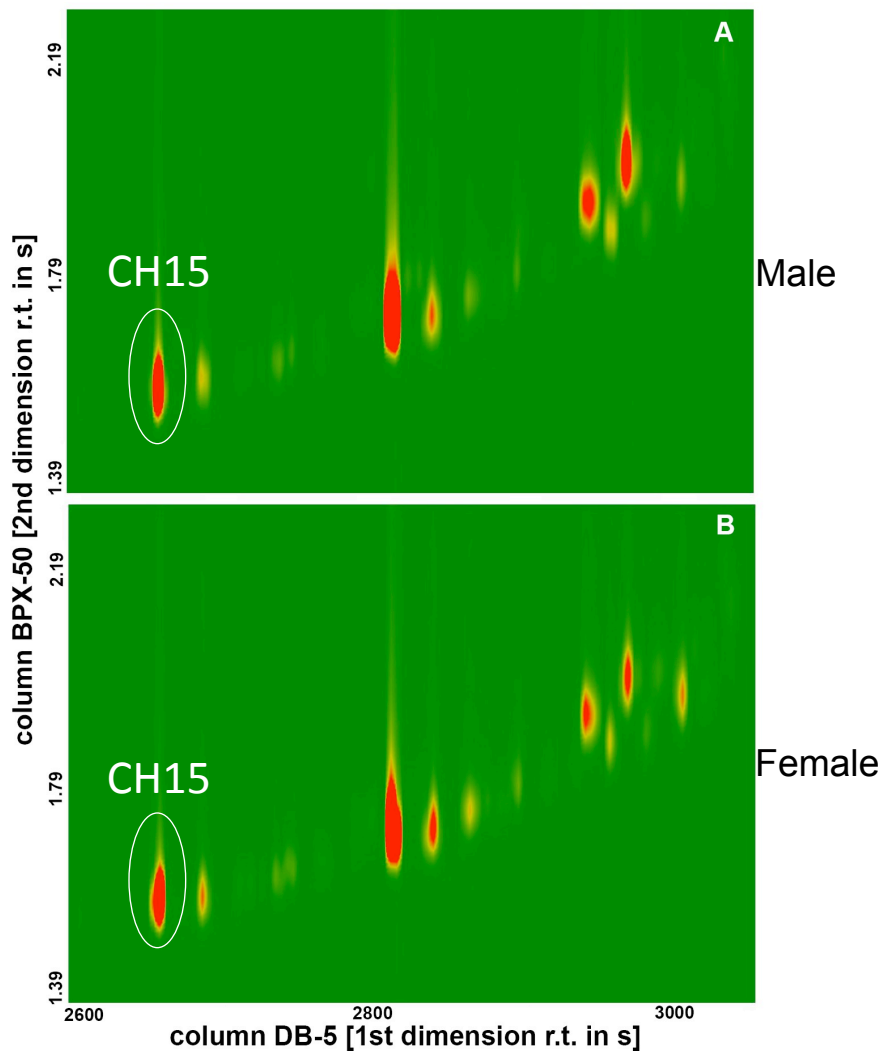 A
2.19
CH15
1.79
Male
1.39
column BPX-50 [2nd dimension r.t. in s]
B
2.19
CH15
1.79
Female
1.39
2600
2800
3000
column DB-5 [1st dimension r.t. in s]